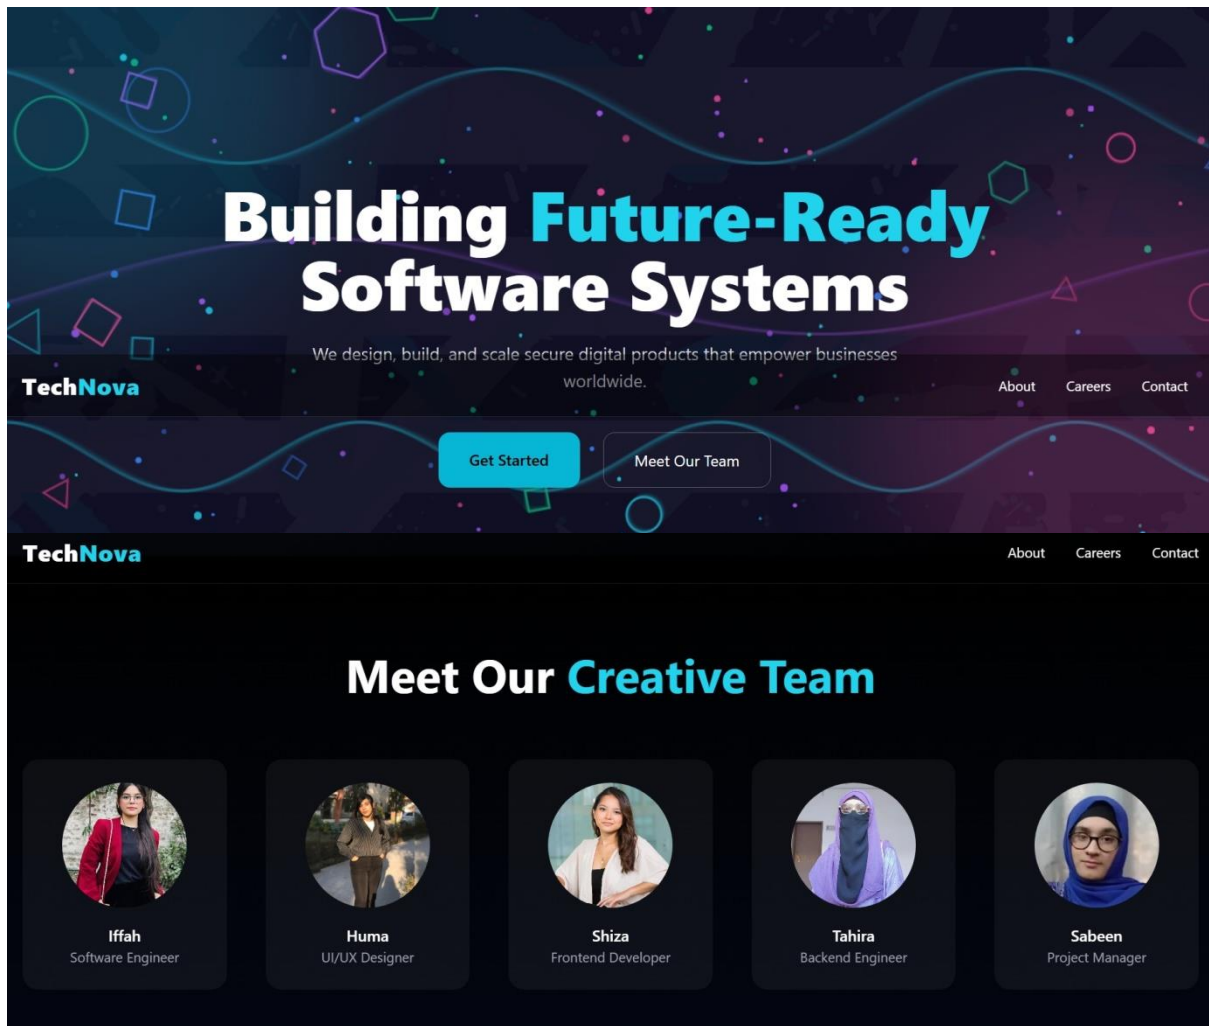 Building Future-Ready
Software Systems
We design, build, and scale secure digital products that empower businesses
worldwide.
TechNova About Careers Contact
Get Started Meet Our Team
TechNova About Careers Contact
Meet Our Creative Team
Iffah Huma Shiza Tahira Sabeen
Software Engineer UI/UX Designer Frontend Developer Backend Engineer Project Manager